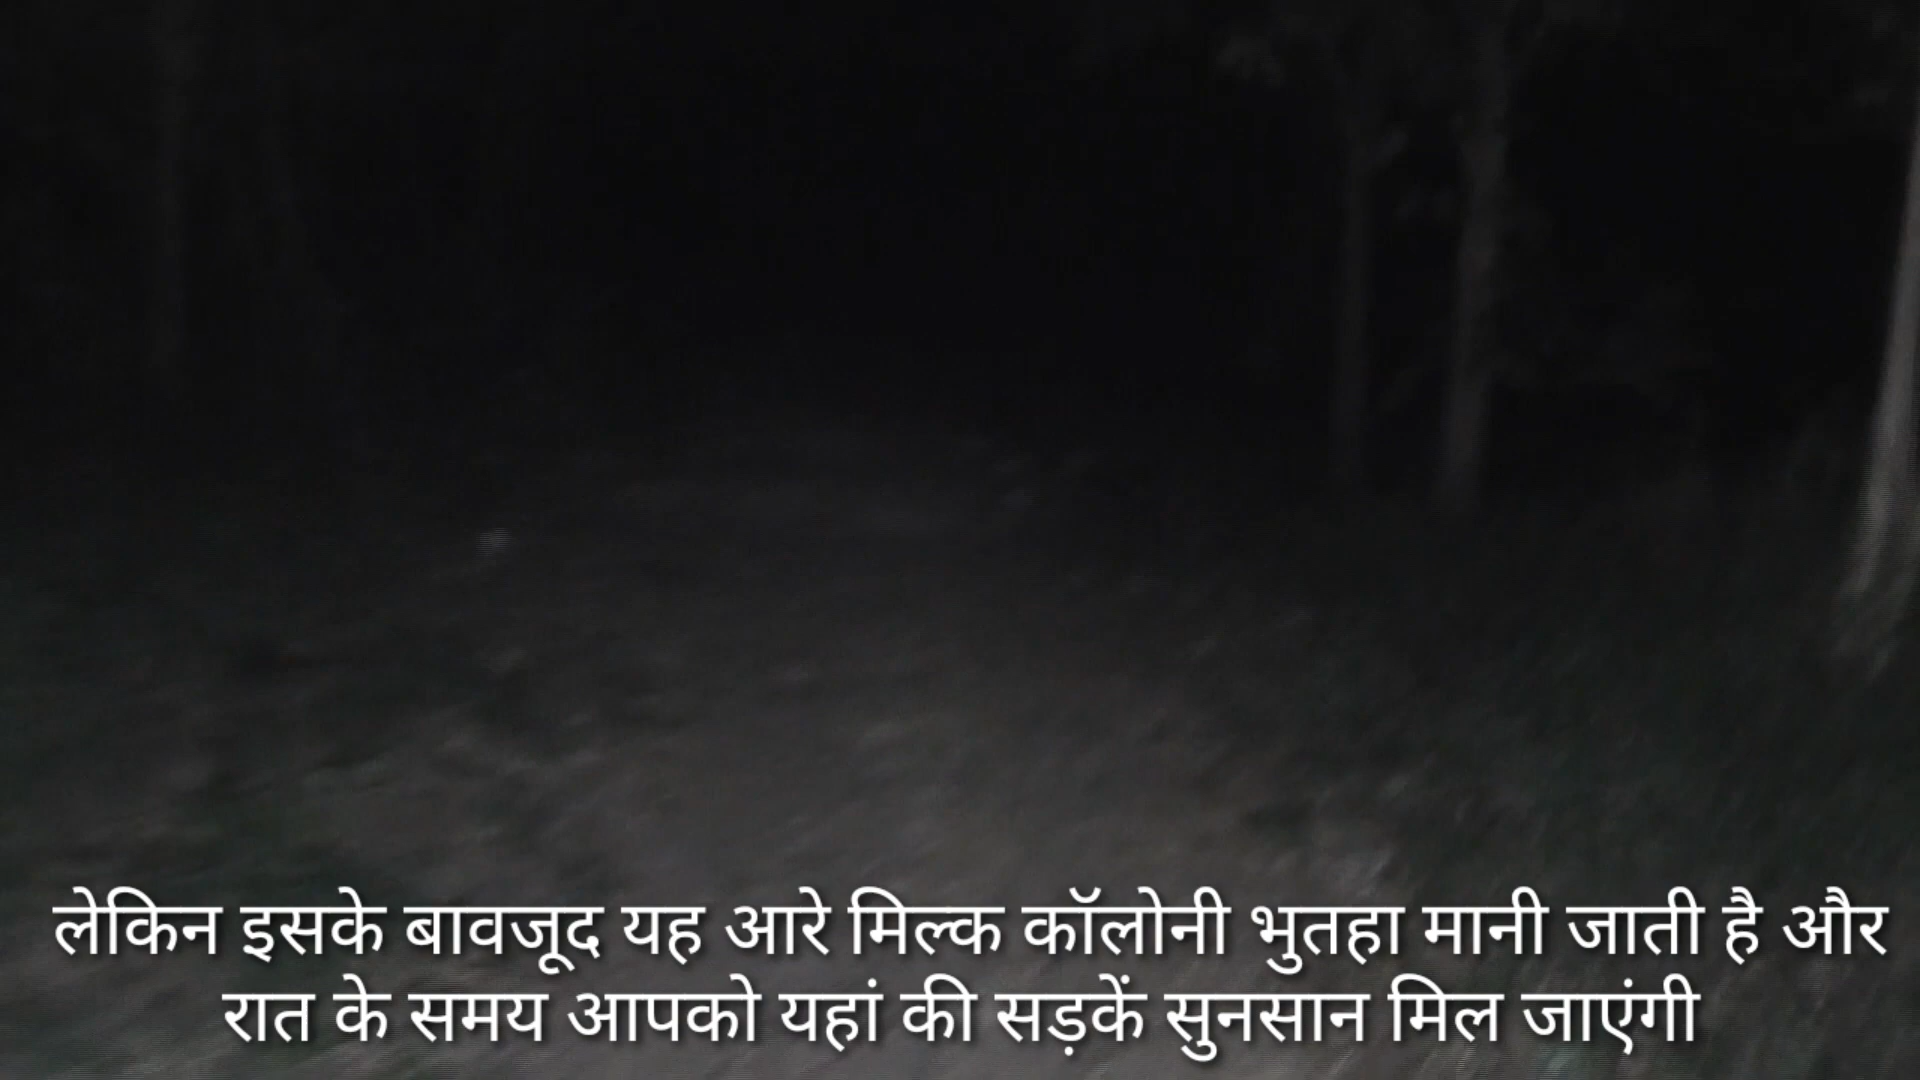 लेकिन इसके बावजूद यह आरे मिल्क कॉलोनी भुतहा मानी जाती है और
रात के समय आपको यहां की सड़कें सुनसान मिल जाएंगी